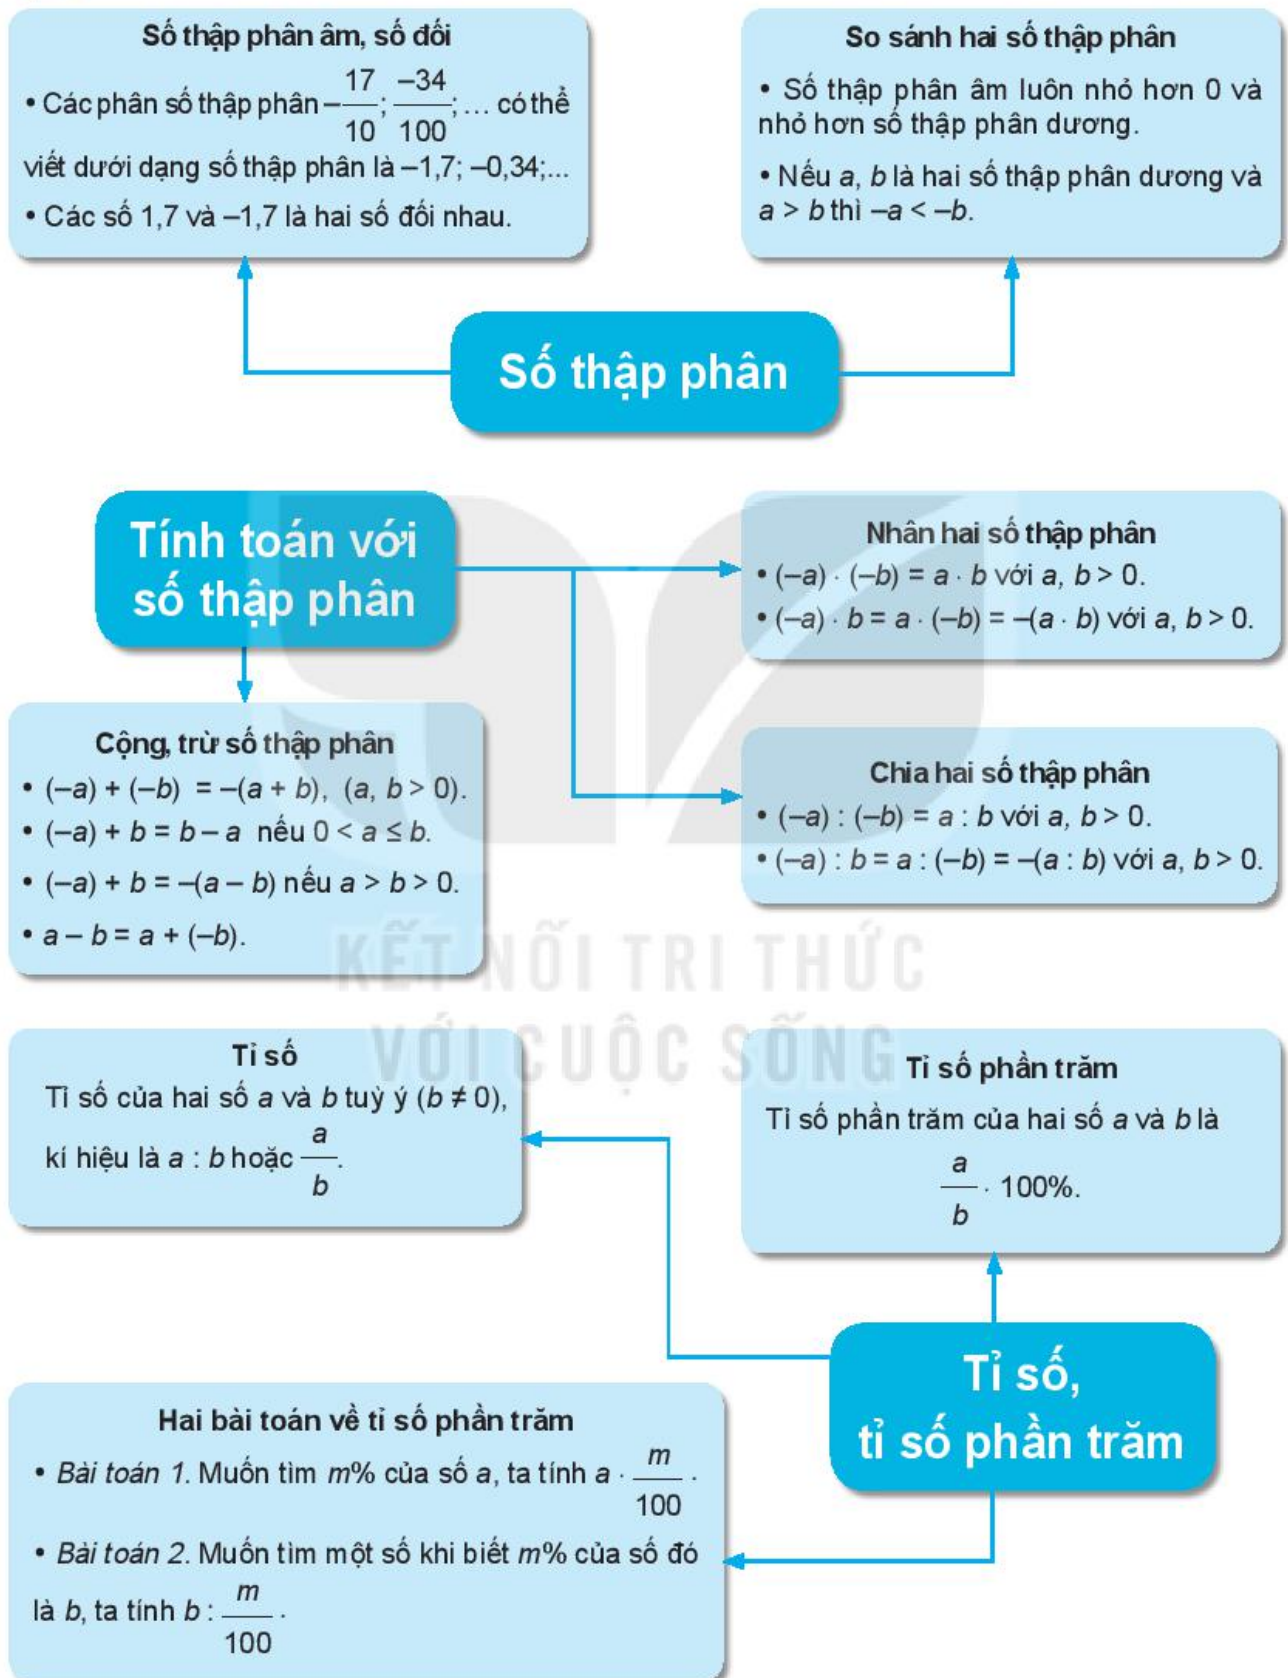 Số thập phân âm, số đối
• Các phân số thập phân –17/10; –34/100; ... có thể
viết dưới dạng số thập phân là –1,7; –0,34;...
• Các số 1,7 và –1,7 là hai số đối nhau.
So sánh hai số thập phân
• Số thập phân âm luôn nhỏ hơn 0 và
nhỏ hơn số thập phân dương.
• Nếu a, b là hai số thập phân dương và
a > b thì –a < –b.
Số thập phân
Tính toán với
số thập phân
Nhân hai số thập phân
• (–a) · (–b) = a · b với a, b > 0.
• (–a) · b = a · (–b) = –(a · b) với a, b > 0.
Cộng, trừ số thập phân
• (–a) + (–b) = –(a + b), (a, b > 0).
• (–a) + b = b – a nếu 0 < a ≤ b.
• (–a) + b = –(a – b) nếu a > b > 0.
• a – b = a + (–b).
Chia hai số thập phân
• (–a) : (–b) = a : b với a, b > 0.
• (–a) : b = a : (–b) = –(a : b) với a, b > 0.
KẾT NỐI TRI THỨC
VỚI CUỘC SỐNG
Tỉ số
Tỉ số của hai số a và b tuỳ ý (b ≠ 0),
kí hiệu là a : b hoặc a/b.
Tỉ số phần trăm
Tỉ số phần trăm của hai số a và b là
a/b · 100%.
Tỉ số,
tỉ số phần trăm
Hai bài toán về tỉ số phần trăm
• Bài toán 1. Muốn tìm m% của số a, ta tính a · m/100 .
• Bài toán 2. Muốn tìm một số khi biết m% của số đó
là b, ta tính b : m/100 .